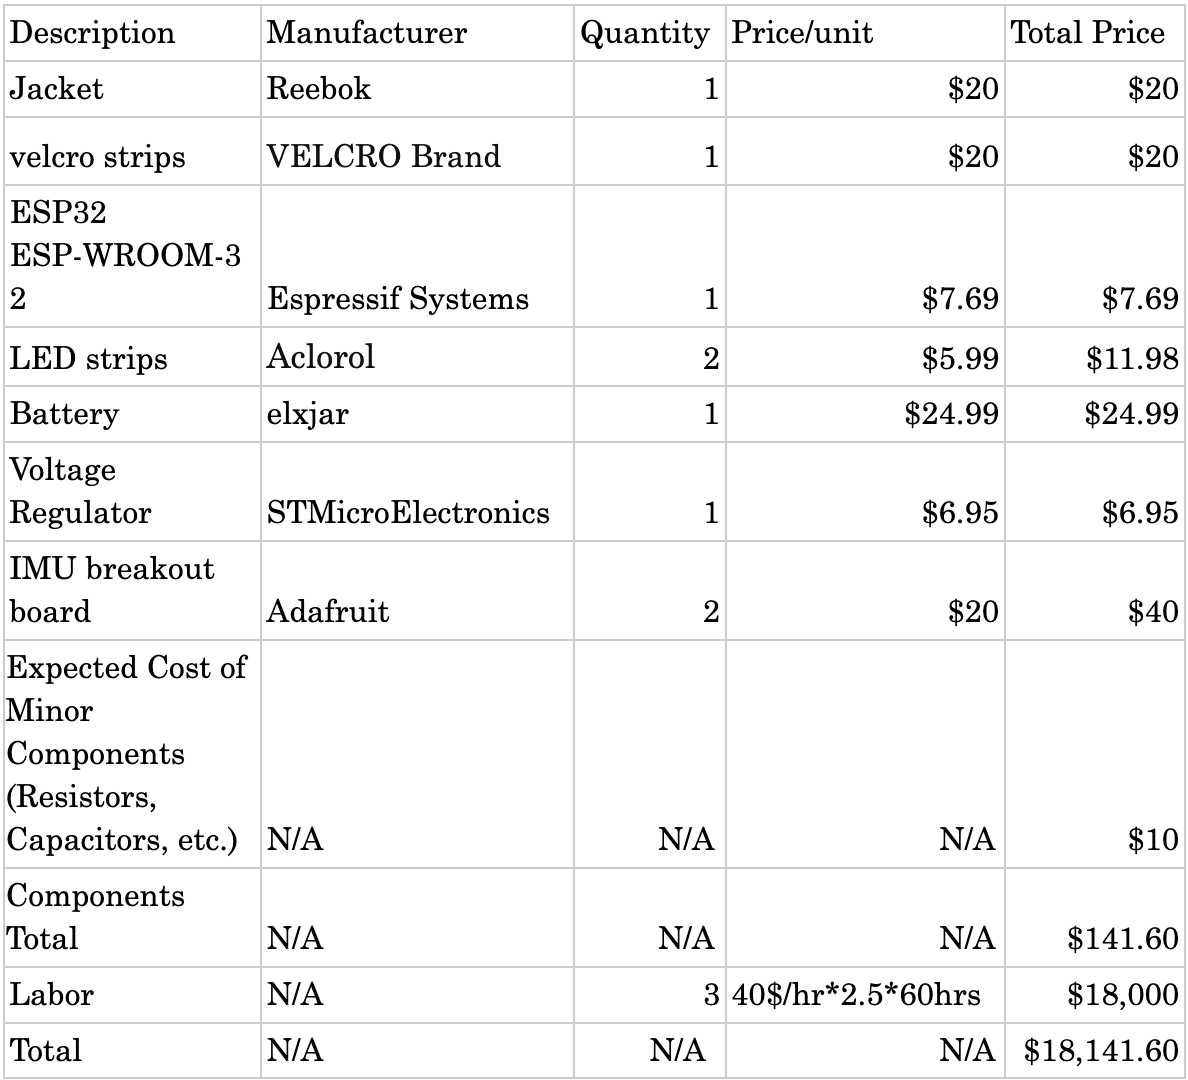 Description Manufacturer Quantity Price/unit Total Price
Jacket Reebok 1 $20 $20
velcro strips VELCRO Brand 1 $20 $20
ESP32
ESP-WROOM-3
2 Espressif Systems 1 $7.69 $7.69
LED strips Aclorol 2 $5.99 $11.98
Battery elxjar 1 $24.99 $24.99
Voltage
Regulator STMicroElectronics 1 $6.95 $6.95
IMU breakout
board Adafruit 2 $20 $40
Expected Cost of
Minor
Components
(Resistors,
Capacitors, etc.) N/A N/A N/A $10
Components
Total N/A N/A N/A $141.60
Labor N/A 3 40$/hr*2.5*60hrs $18,000
Total N/A N/A N/A $18,141.60